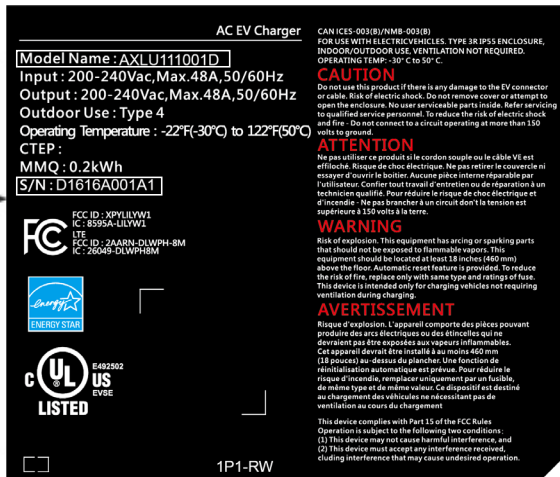 AC EV Charger
Model Name : AXLU111001D
Input : 200-240Vac,Max.48A,50/60Hz
Output : 200-240Vac,Max.48A,50/60Hz
Outdoor Use : Type 4
Operating Temperature : -22°F(-30°C) to 122°F(50°C)
CTEP :
MMQ : 0.2kWh
S/N : D1616A001A1
FC
FCC ID : XPYLILYW1
IC : 8595A-LILYW1
LTE
FCC ID : 2AARN-DLWPH-8M
IC : 26049-DLWPH8M
energy
ENERGY STAR
C UL US
®
LISTED
E492502
EVSE
1P1-RW
CAN ICES-003(B)/NMB-003(B)
FOR USE WITH ELECTRICVEHICLES. TYPE 3R IP55 ENCLOSURE,
INDOOR/OUTDOOR USE, VENTILATION NOT REQUIRED.
OPERATING TEMP: -30° C to 50° C.
CAUTION
Do not use this product if there is any damage to the EV connector
or cable. Risk of electric shock. Do not remove cover or attempt to
open the enclosure. No user serviceable parts inside. Refer servicing
to qualified service personnel. To reduce the risk of electric shock
and fire - Do not connect to a circuit operating at more than 150
volts to ground.
ATTENTION
Ne pas utiliser ce produit si le cordon souple ou le câble VE est
effiloché. Risque de choc électrique. Ne pas retirer le couvercle ni
essayer d'ouvrir le boitier. Aucune pièce interne réparable par
l'utilisateur. Confier tout travail d'entretien ou de réparation à un
technicien qualifié. Pour réduire le risque de choc électrique et
d'incendie - Ne pas brancher à un circuit don't la tension est
supérieure à 150 volts à la terre.
WARNING
Risk of explosion. This equipment has arcing or sparking parts
that should not be exposed to flammable vapors. This
equipment should be located at least 18 inches (460 mm)
above the floor. Automatic reset feature is provided. To reduce
the risk of fire, replace only with same type and ratings of fuse.
This device is intended only for charging vehicles not requiring
ventilation during charging.
AVERTISSEMENT
Risque d'explosion. L'appareil comporte des pièces pouvant
produire des arcs électriques ou des étincelles qui ne
devraient pas être exposées aux vapeurs inflammables.
Cet appareil devrait être installé à au moins 460 mm
(18 pouces) au-dessus du plancher. Une fonction de
réinitialisation automatique est prévue. Pour réduire le
risque d'incendie, remplacer uniquement par un fusible,
de même type et de même valeur. Ce dispositif est destiné
au chargement des véhicules ne nécessitant pas de
ventilation au cours du chargement
This device complies with Part 15 of the FCC Rules
Operation is subject to the following two conditions:
(1) This device may not cause harmful interference, and
(2) This device must accept any interference received,
cluding interference that may cause undesired operation.